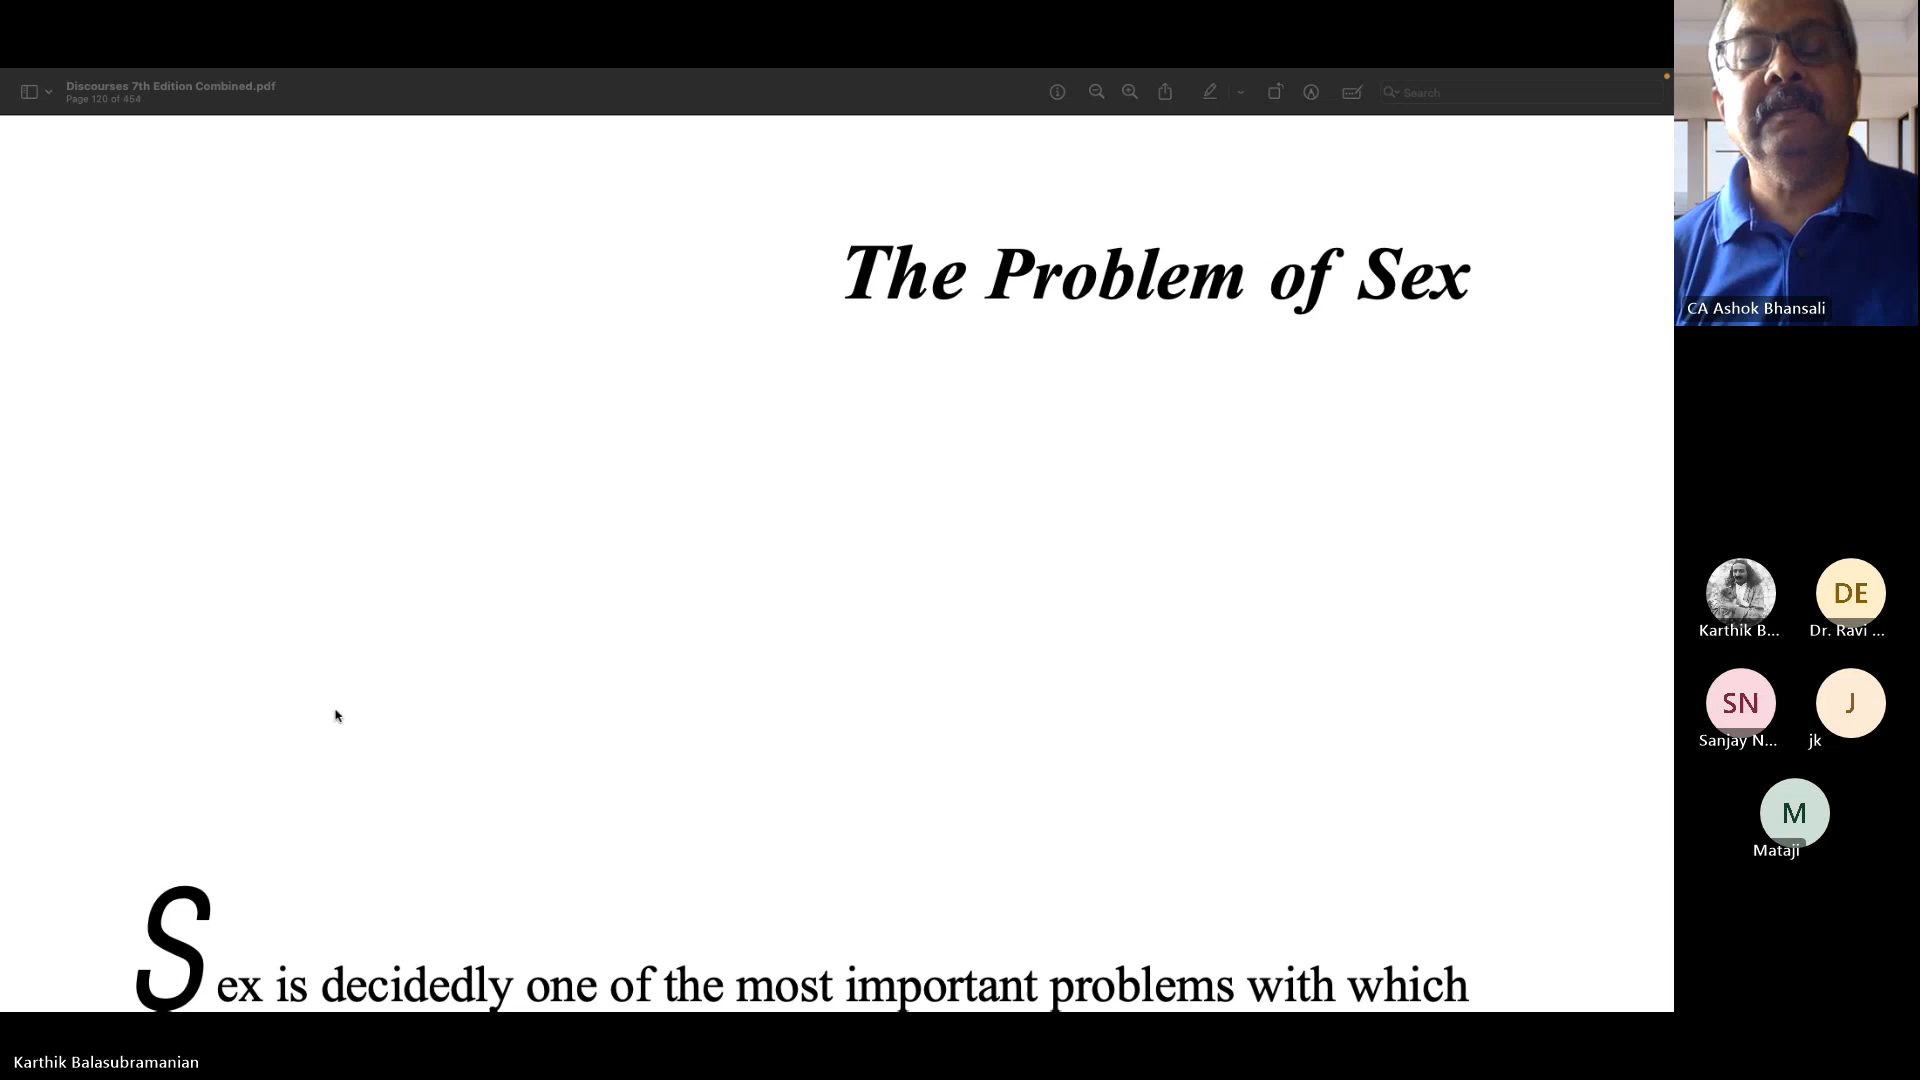 Discourses 7th Edition Combined.pdf
Page 120 of 454
Search
The Problem of Sex
Sex is decidedly one of the most important problems with which
CA Ashok Bhansali
Karthik B...
DE
Dr. Ravi ...
SN
Sanjay N...
J
jk
M
Mataji
Karthik Balasubramanian